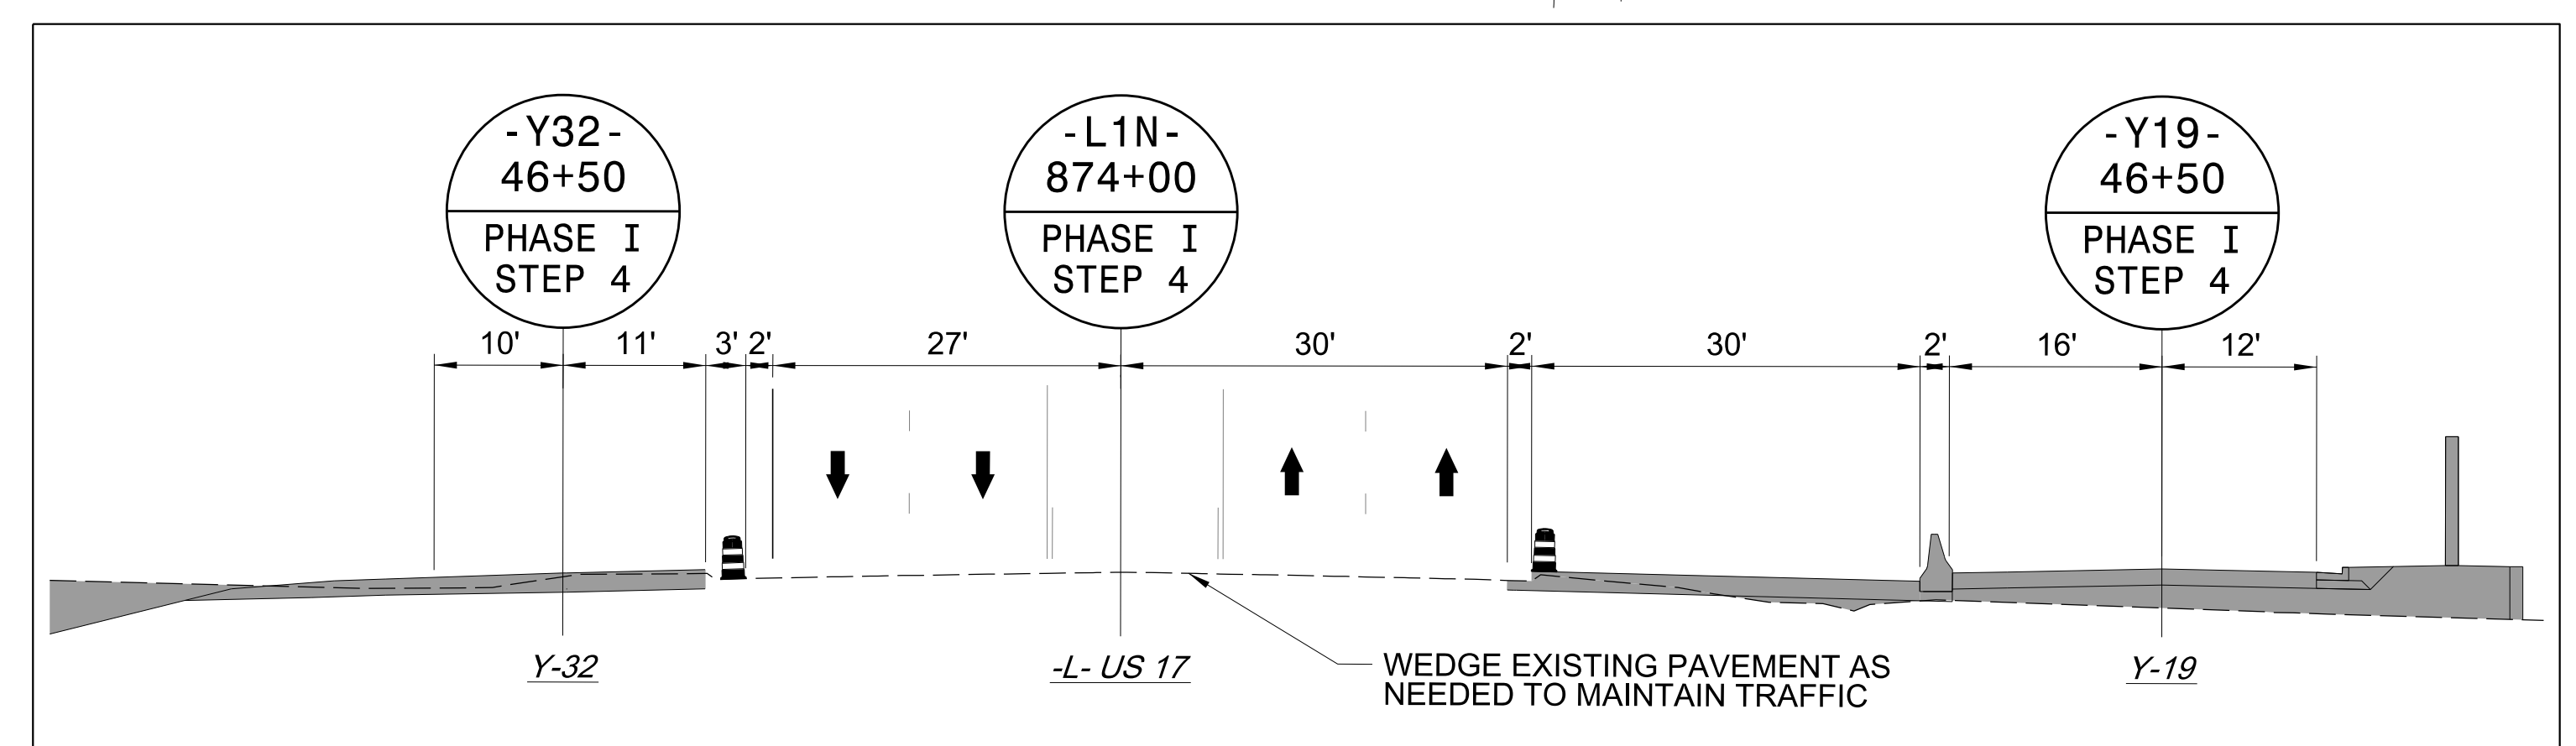 -Y32-
46+50
PHASE I
STEP 4
-L1N-
874+00
PHASE I
STEP 4
-Y19-
46+50
PHASE I
STEP 4
10' 11' 3' 2' 27' 30' 2' 30' 2' 16' 12'
Y-32
-L- US 17
WEDGE EXISTING PAVEMENT AS
NEEDED TO MAINTAIN TRAFFIC
Y-19